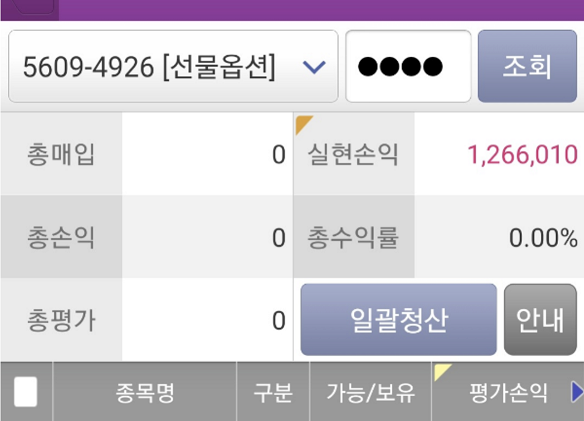 5609-4926 [선물옵션] ●●●● 조회
총매입 0 실현손익 1,266,010
총손익 0 총수익률 0.00%
총평가 0 일괄청산 안내
종목명 구분 가능/보유 평가손익